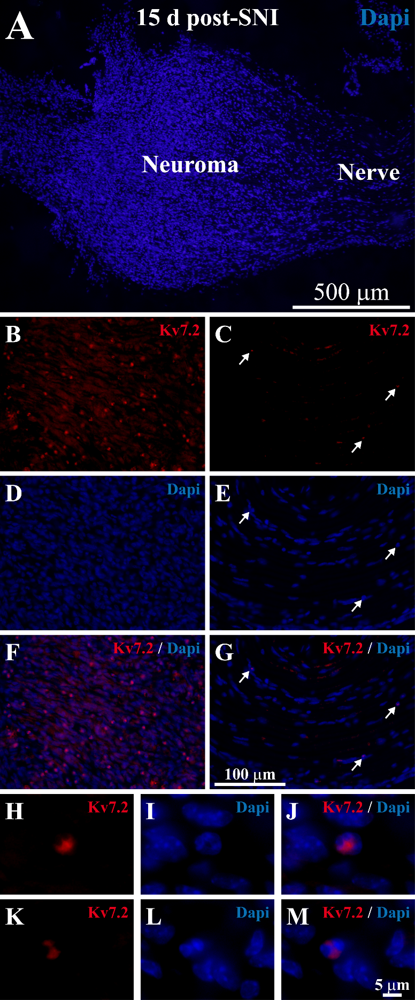 A 15 d post-SNI Dapi
Neuroma
Nerve
500 µm
B Kv7.2
C Kv7.2
D Dapi
E Dapi
F Kv7.2 / Dapi
G Kv7.2 / Dapi
100 µm
H Kv7.2
I Dapi
J Kv7.2 / Dapi
K Kv7.2
L Dapi
M Kv7.2 / Dapi
5 µm